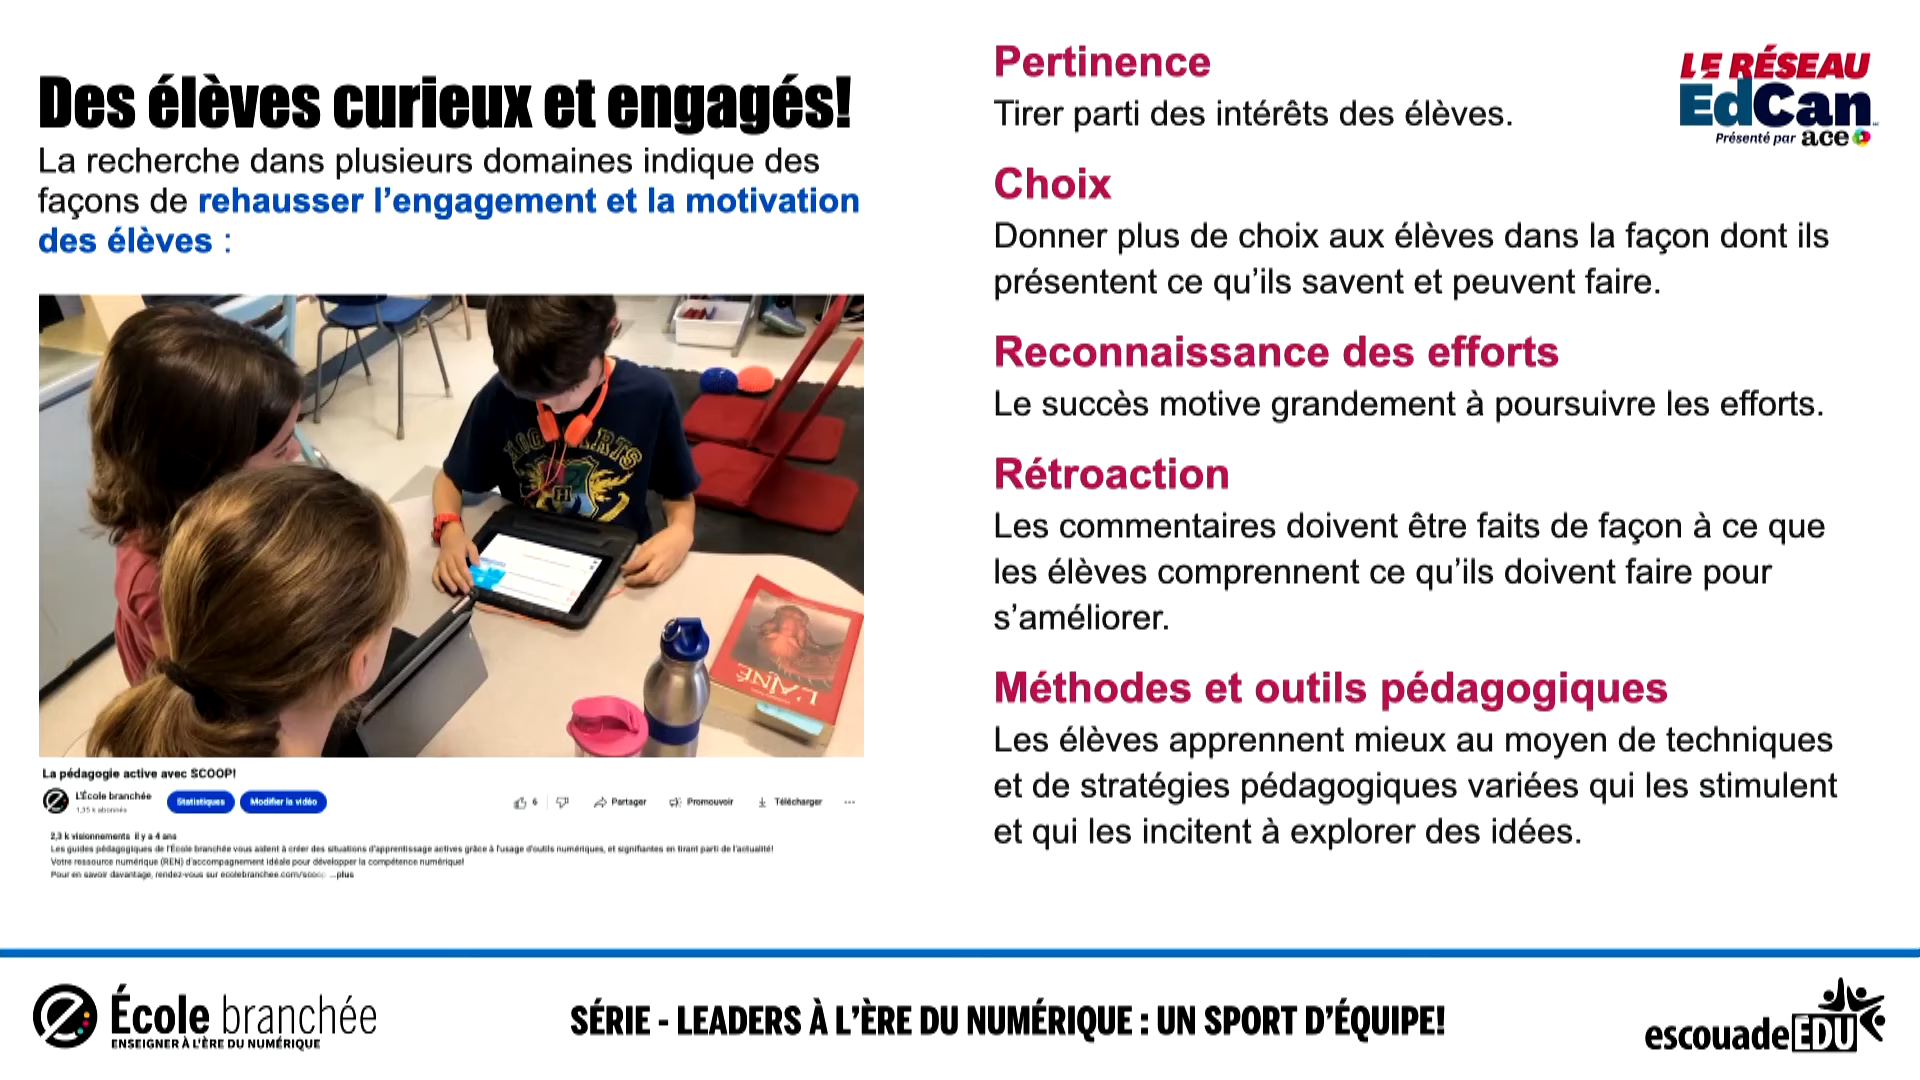 Des élèves curieux et engagés!
La recherche dans plusieurs domaines indique des
façons de rehausser l'engagement et la motivation
des élèves :
HOGWARTS
H
L'AÎNÉ
La pédagogie active avec SCOOP!
L'École branchée
1,35 k abonnés
Statistiques
Modifier la vidéo
6
Partager
Promouvoir
Télécharger
2,3 k visionnements il y a 4 ans
Les guides pédagogiques de l'École branchée vous aident à créer des situations d'apprentissage actives grâce à l'usage d'outils numériques, et signifiantes en tirant parti de l'actualité!
Votre ressource numérique (REN) d'accompagnement idéale pour développer la compétence numérique!
Pour en savoir davantage, rendez-vous sur ecolebranchee.com/scoop ...plus
Pertinence
Tirer parti des intérêts des élèves.
Choix
Donner plus de choix aux élèves dans la façon dont ils
présentent ce qu'ils savent et peuvent faire.
Reconnaissance des efforts
Le succès motive grandement à poursuivre les efforts.
Rétroaction
Les commentaires doivent être faits de façon à ce que
les élèves comprennent ce qu'ils doivent faire pour
s'améliorer.
Méthodes et outils pédagogiques
Les élèves apprennent mieux au moyen de techniques
et de stratégies pédagogiques variées qui les stimulent
et qui les incitent à explorer des idées.
LE RÉSEAU
EdCan
Présenté par ace
École branchée
ENSEIGNER À L'ÈRE DU NUMÉRIQUE
SÉRIE - LEADERS À L'ÈRE DU NUMÉRIQUE : UN SPORT D'ÉQUIPE!
escouadeEDU